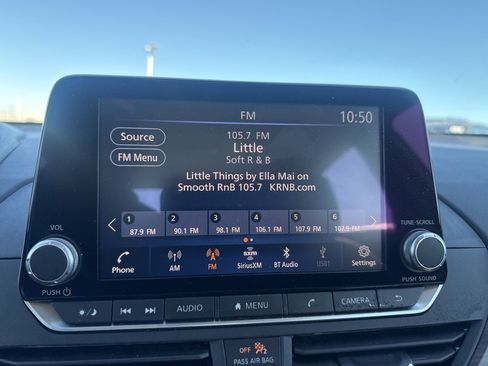 FM 10:50
Source
105.7 FM
Little
FM Menu
Soft R & B
Little Things by Ella Mai on
Smooth RnB 105.7 KRNB.com
1 2 3 4 5 6
87.9 FM 90.1 FM 98.1 FM 106.1 FM 107.9 FM 107.9 FM
VOL
TUNE·SCROLL
Phone AM FM SiriusXM BT Audio USB1 Settings
sxm
PUSH
PUSH SOUND
AUDIO MENU CAMERA
OFF 2
PASS AIR BAG